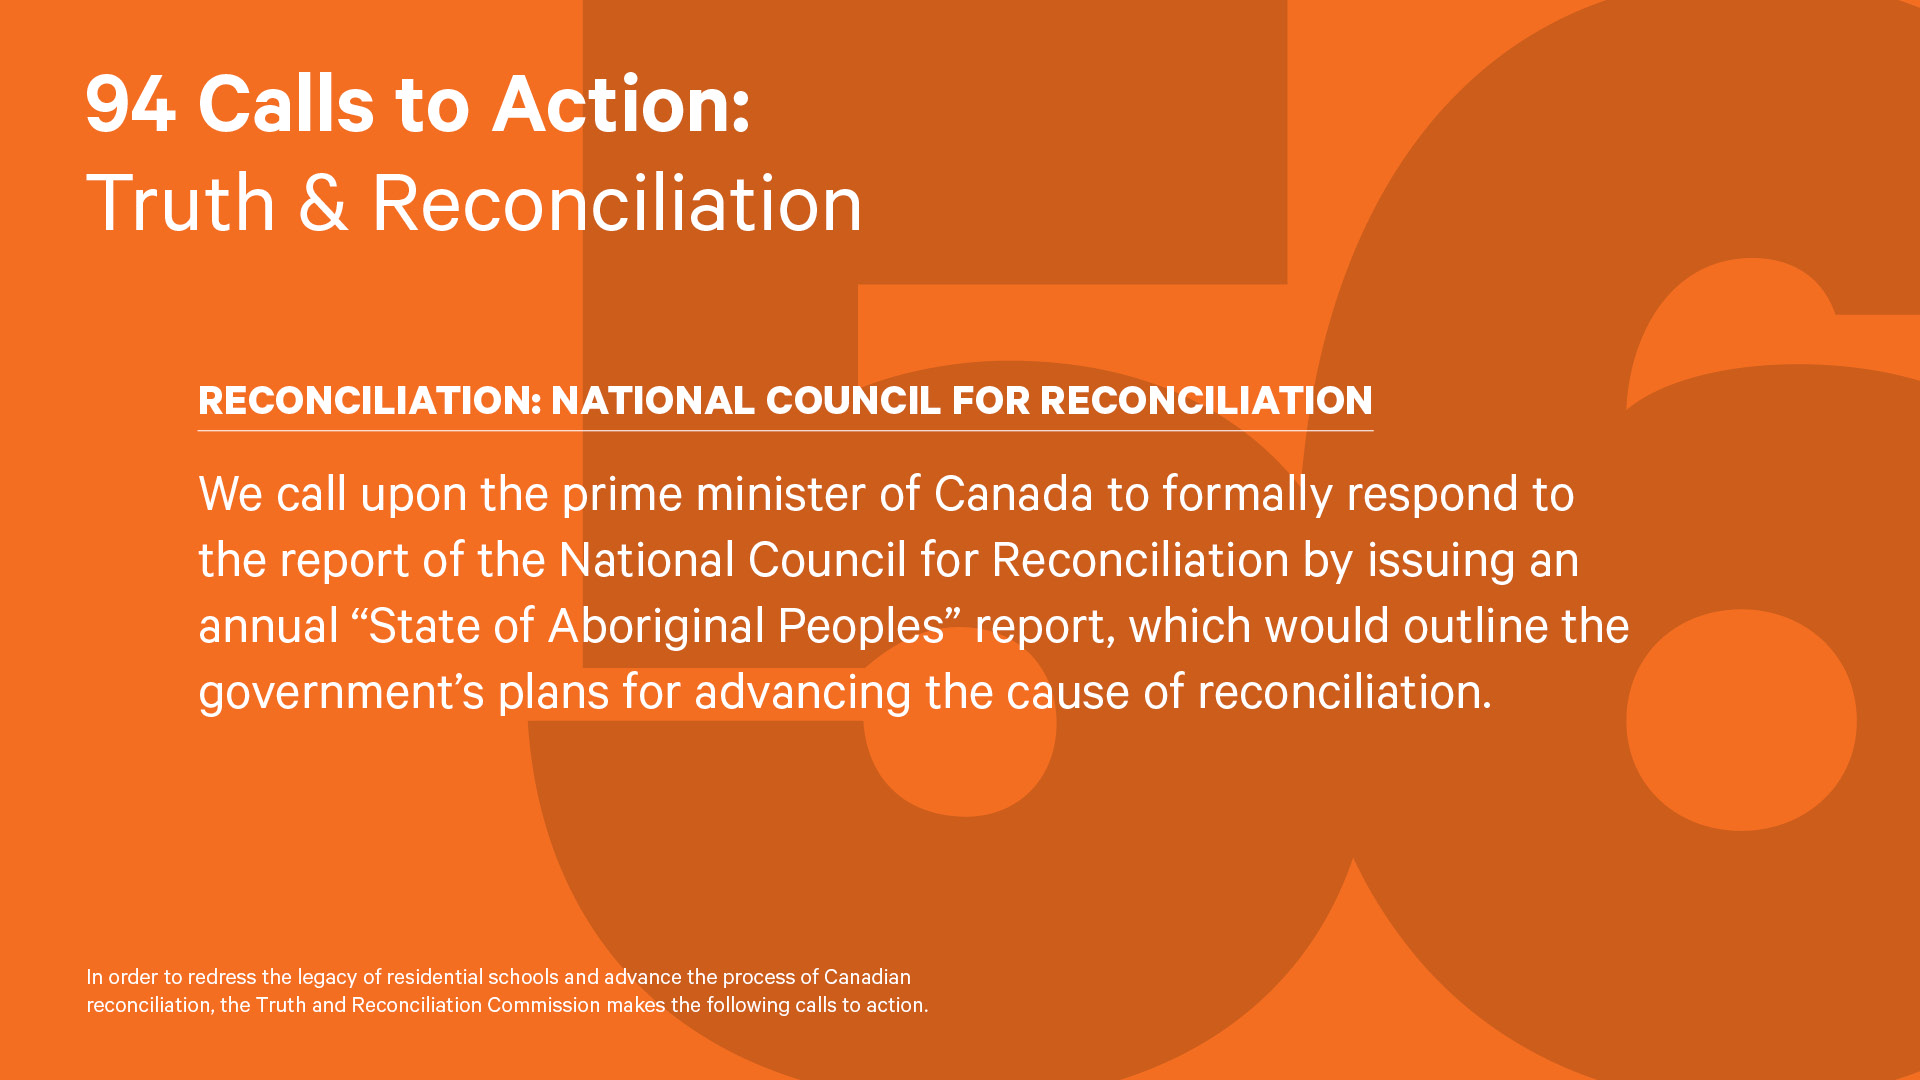 94 Calls to Action:
Truth & Reconciliation
56
RECONCILIATION: NATIONAL COUNCIL FOR RECONCILIATION
We call upon the prime minister of Canada to formally respond to
the report of the National Council for Reconciliation by issuing an
annual “State of Aboriginal Peoples” report, which would outline the
government’s plans for advancing the cause of reconciliation.
In order to redress the legacy of residential schools and advance the process of Canadian
reconciliation, the Truth and Reconciliation Commission makes the following calls to action.